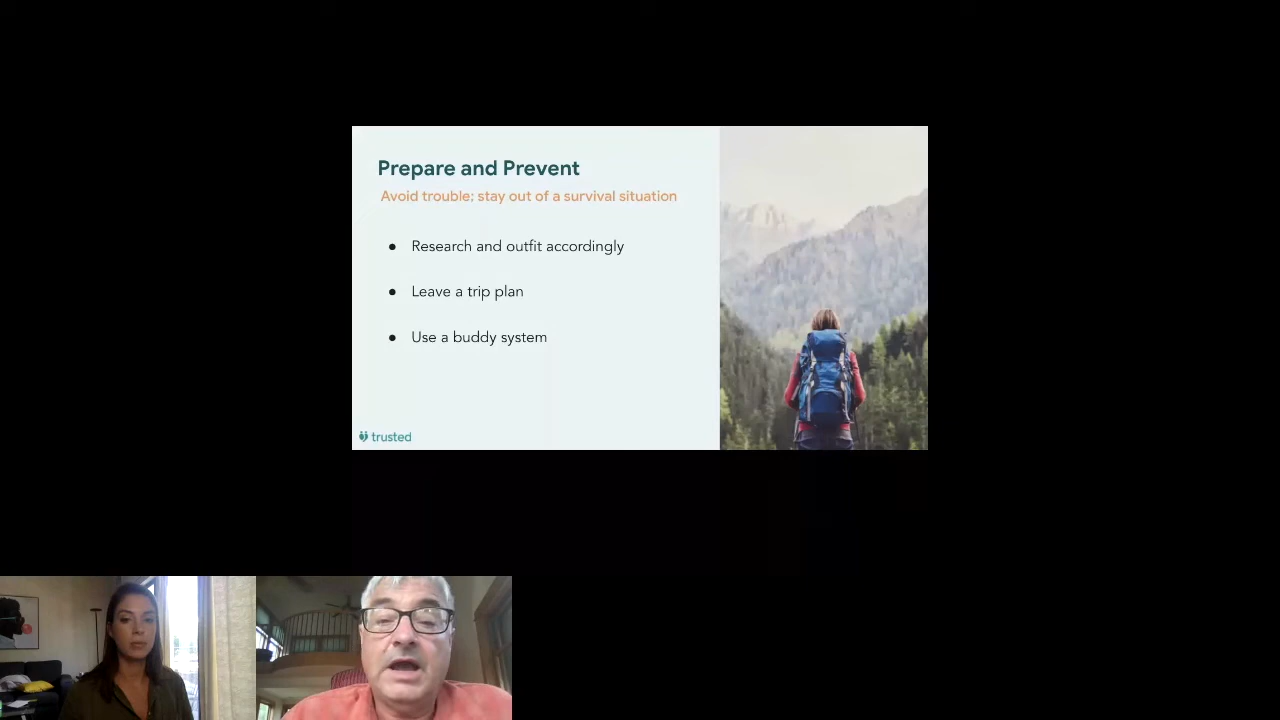 Prepare and Prevent
Avoid trouble; stay out of a survival situation
● Research and outfit accordingly
● Leave a trip plan
● Use a buddy system
trusted